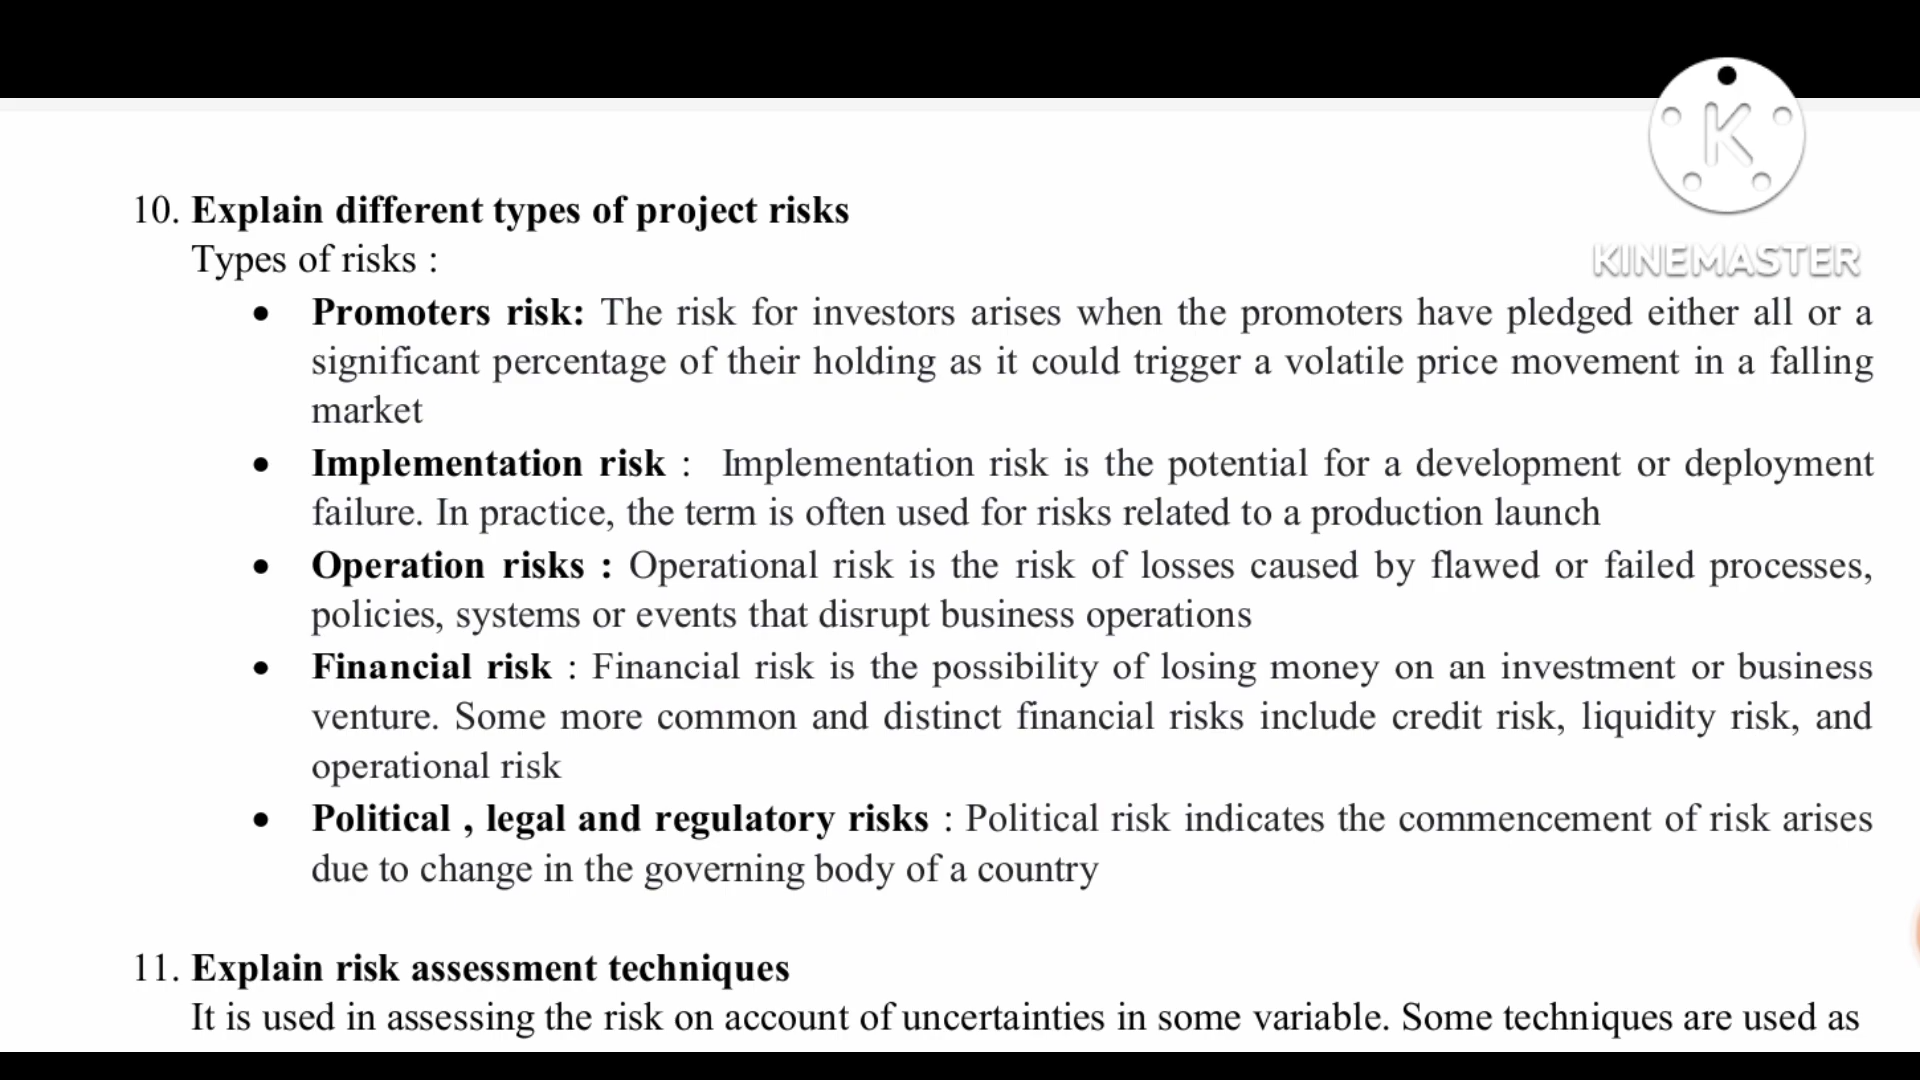 K
KINEMASTER
10. Explain different types of project risks
Types of risks :
• Promoters risk: The risk for investors arises when the promoters have pledged either all or a
significant percentage of their holding as it could trigger a volatile price movement in a falling
market
• Implementation risk : Implementation risk is the potential for a development or deployment
failure. In practice, the term is often used for risks related to a production launch
• Operation risks : Operational risk is the risk of losses caused by flawed or failed processes,
policies, systems or events that disrupt business operations
• Financial risk : Financial risk is the possibility of losing money on an investment or business
venture. Some more common and distinct financial risks include credit risk, liquidity risk, and
operational risk
• Political , legal and regulatory risks : Political risk indicates the commencement of risk arises
due to change in the governing body of a country
11. Explain risk assessment techniques
It is used in assessing the risk on account of uncertainties in some variable. Some techniques are used as